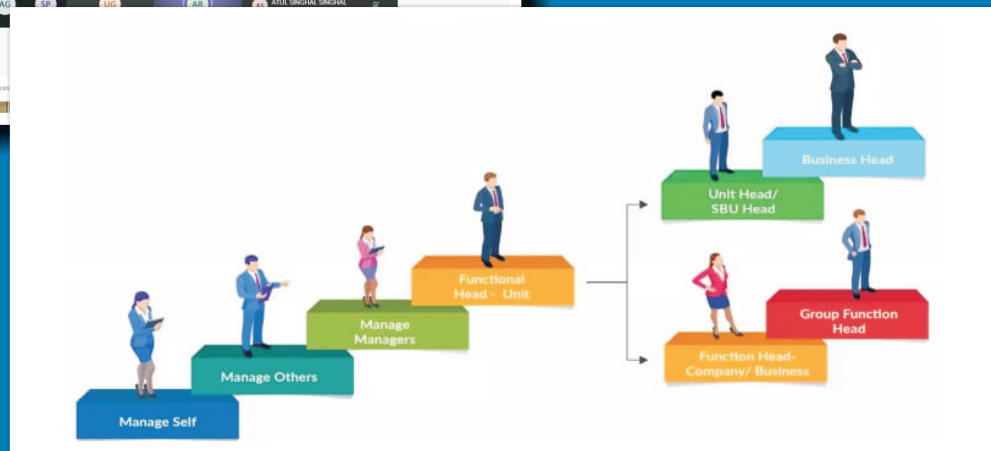 AG
SP
UG
AR
AS
ATUL SINGHAL SINGHAL
Business Head
Unit Head/
SBU Head
Functional
Head - Unit
Group Function
Head
Manage
Managers
Function Head-
Company/ Business
Manage Others
Manage Self